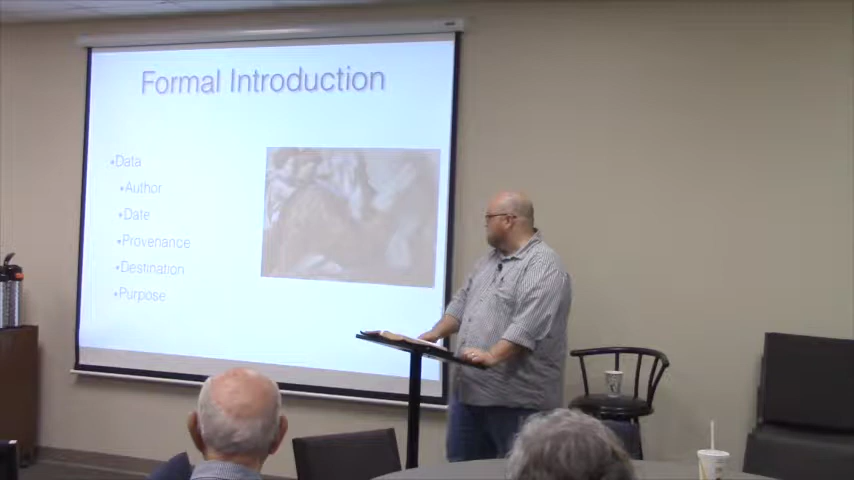 Formal Introduction
•Data
•Author
•Date
•Provenance
•Destination
•Purpose